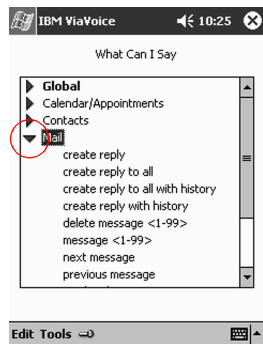 IBM ViaVoice 10:25
What Can I Say
Global
Calendar/Appointments
Contacts
Mail
create reply
create reply to all
create reply to all with history
create reply with history
delete message <1-99>
message <1-99>
next message
previous message
Edit Tools